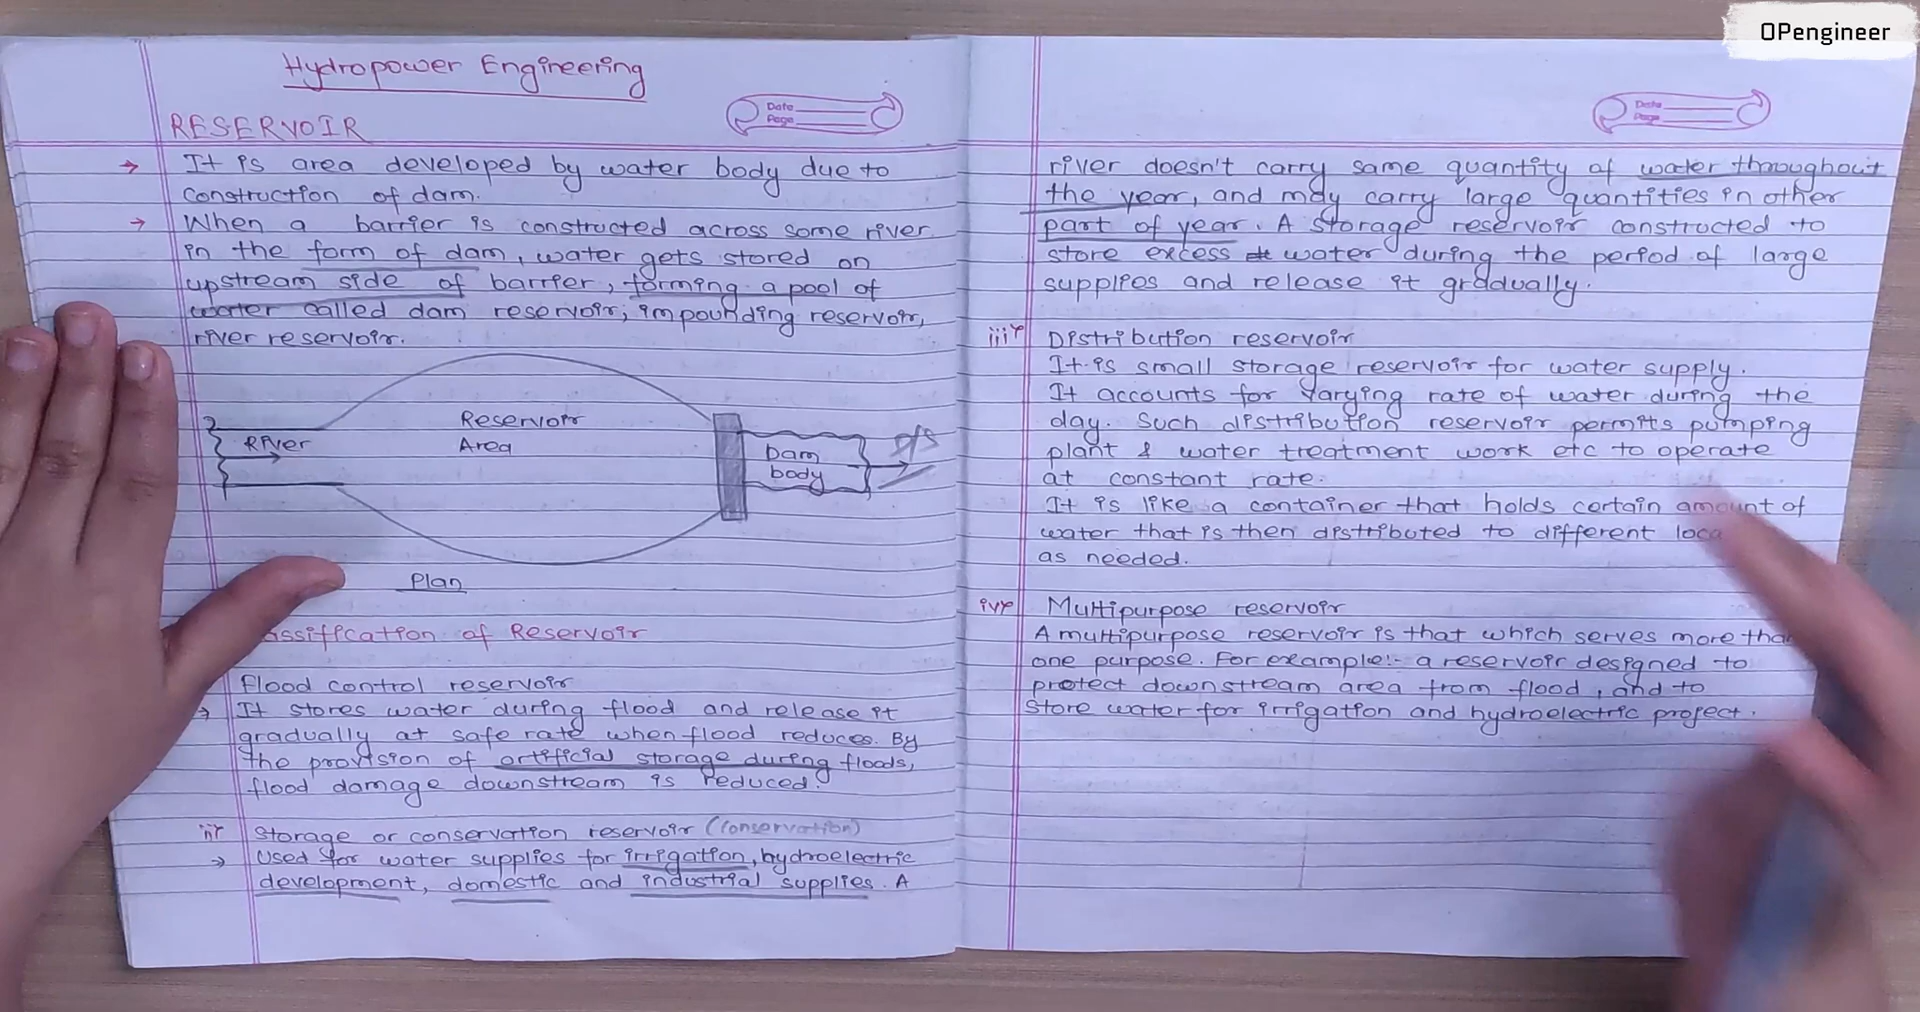 OPengineer
Hydropower Engineering
Date
Page
RESERVOIR
→ It is area developed by water body due to
construction of dam.
→ When a barrier is constructed across some river
in the form of dam, water gets stored on
upstream side of barrier, forming a pool of
water called dam reservoir, impounding reservoir,
river reservoir.
Reservoir
Area
River
Dam
body
D/S
Plan
assification of Reservoir
Flood control reservoir
→ It stores water during flood and release it
gradually at safe rate when flood reduces. By
the provision of artificial storage during floods,
flood damage downstream is reduced.
ii> Storage or conservation reservoir (conservation)
→ Used for water supplies for irrigation, hydroelectric
development, domestic and industrial supplies. A
Date
Page
river doesn't carry same quantity of water throughout
the year, and may carry large quantities in other
part of year. A storage reservoir constructed to
store excess water during the period of large
supplies and release it gradually.
iii> Distribution reservoir
It is small storage reservoir for water supply.
It accounts for varying rate of water during the
day. Such distribution reservoir permits pumping
plant & water treatment work etc to operate
at constant rate.
It is like a container that holds certain amount of
water that is then distributed to different loca
as needed.
iv> Multipurpose reservoir
A multipurpose reservoir is that which serves more tha
one purpose. For example:- a reservoir designed to
protect downstream area from flood, and to
store water for irrigation and hydroelectric project.